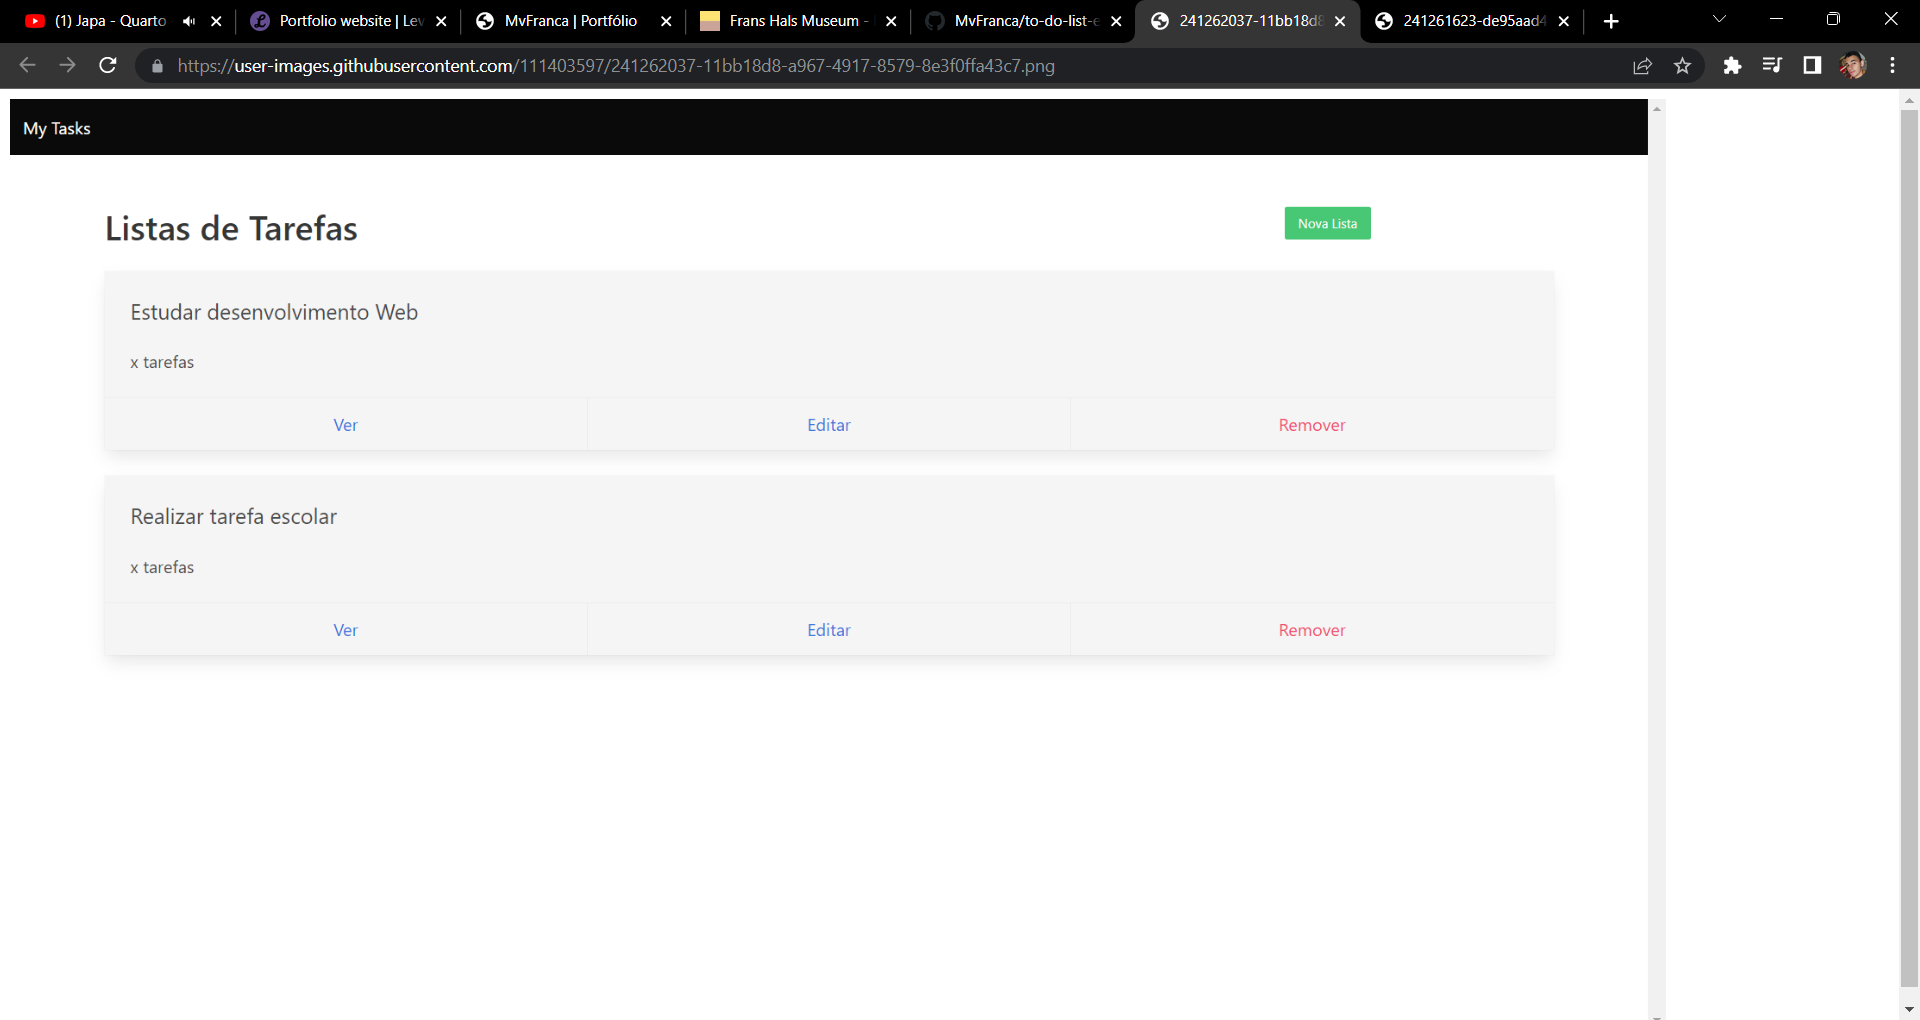 (1) Japa - Quarto
Portfolio website | Lev
MvFranca | Portfólio
Frans Hals Museum -
MvFranca/to-do-list-e
241262037-11bb18d8
241261623-de95aad4
https://user-images.githubusercontent.com/111403597/241262037-11bb18d8-a967-4917-8579-8e3f0ffa43c7.png
My Tasks
Listas de Tarefas
Nova Lista
Estudar desenvolvimento Web
x tarefas
Ver Editar Remover
Realizar tarefa escolar
x tarefas
Ver Editar Remover